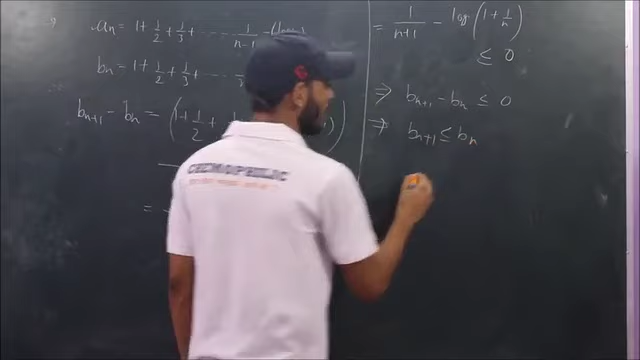 an = 1+ 1/2 + 1/3 + ..... 1/n-1 -
bn = 1+ 1/2 + 1/3 + .....
bn+1 - bn = (1+ 1/2 +
=
= 1/n+1 - log(1+ 1/n)
≤ 0
⇒ bn+1 - bn ≤ 0
⇒ bn+1 ≤ bn
CHEMOPHILIC